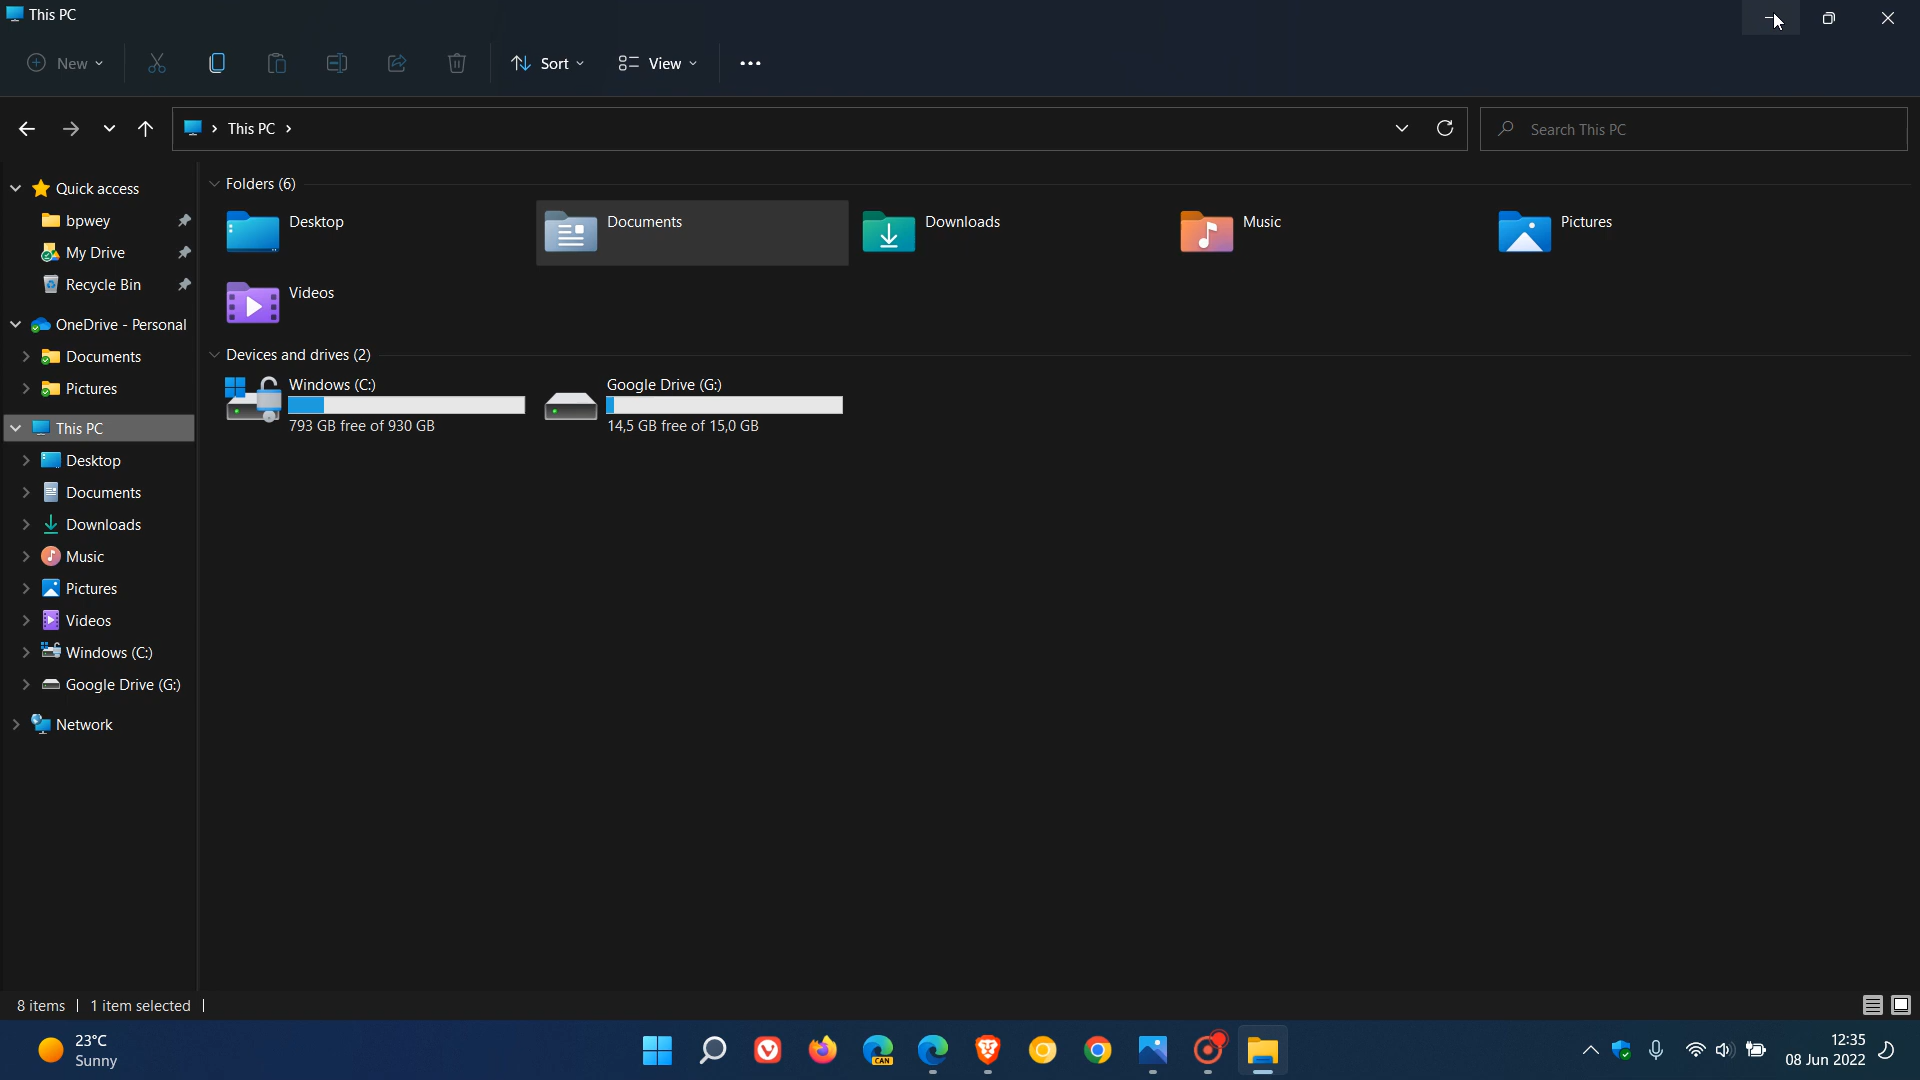 This PC
New
Sort
View
This PC
Search This PC
Quick access
bpwey
My Drive
Recycle Bin
OneDrive - Personal
Documents
Pictures
This PC
Desktop
Documents
Downloads
Music
Pictures
Videos
Windows (C:)
Google Drive (G:)
Network
Folders (6)
Desktop
Documents
Downloads
Music
Pictures
Videos
Devices and drives (2)
Windows (C:)
793 GB free of 930 GB
Google Drive (G:)
14,5 GB free of 15,0 GB
8 items
1 item selected
23°C
Sunny
CAN
12:35
08 Jun 2022